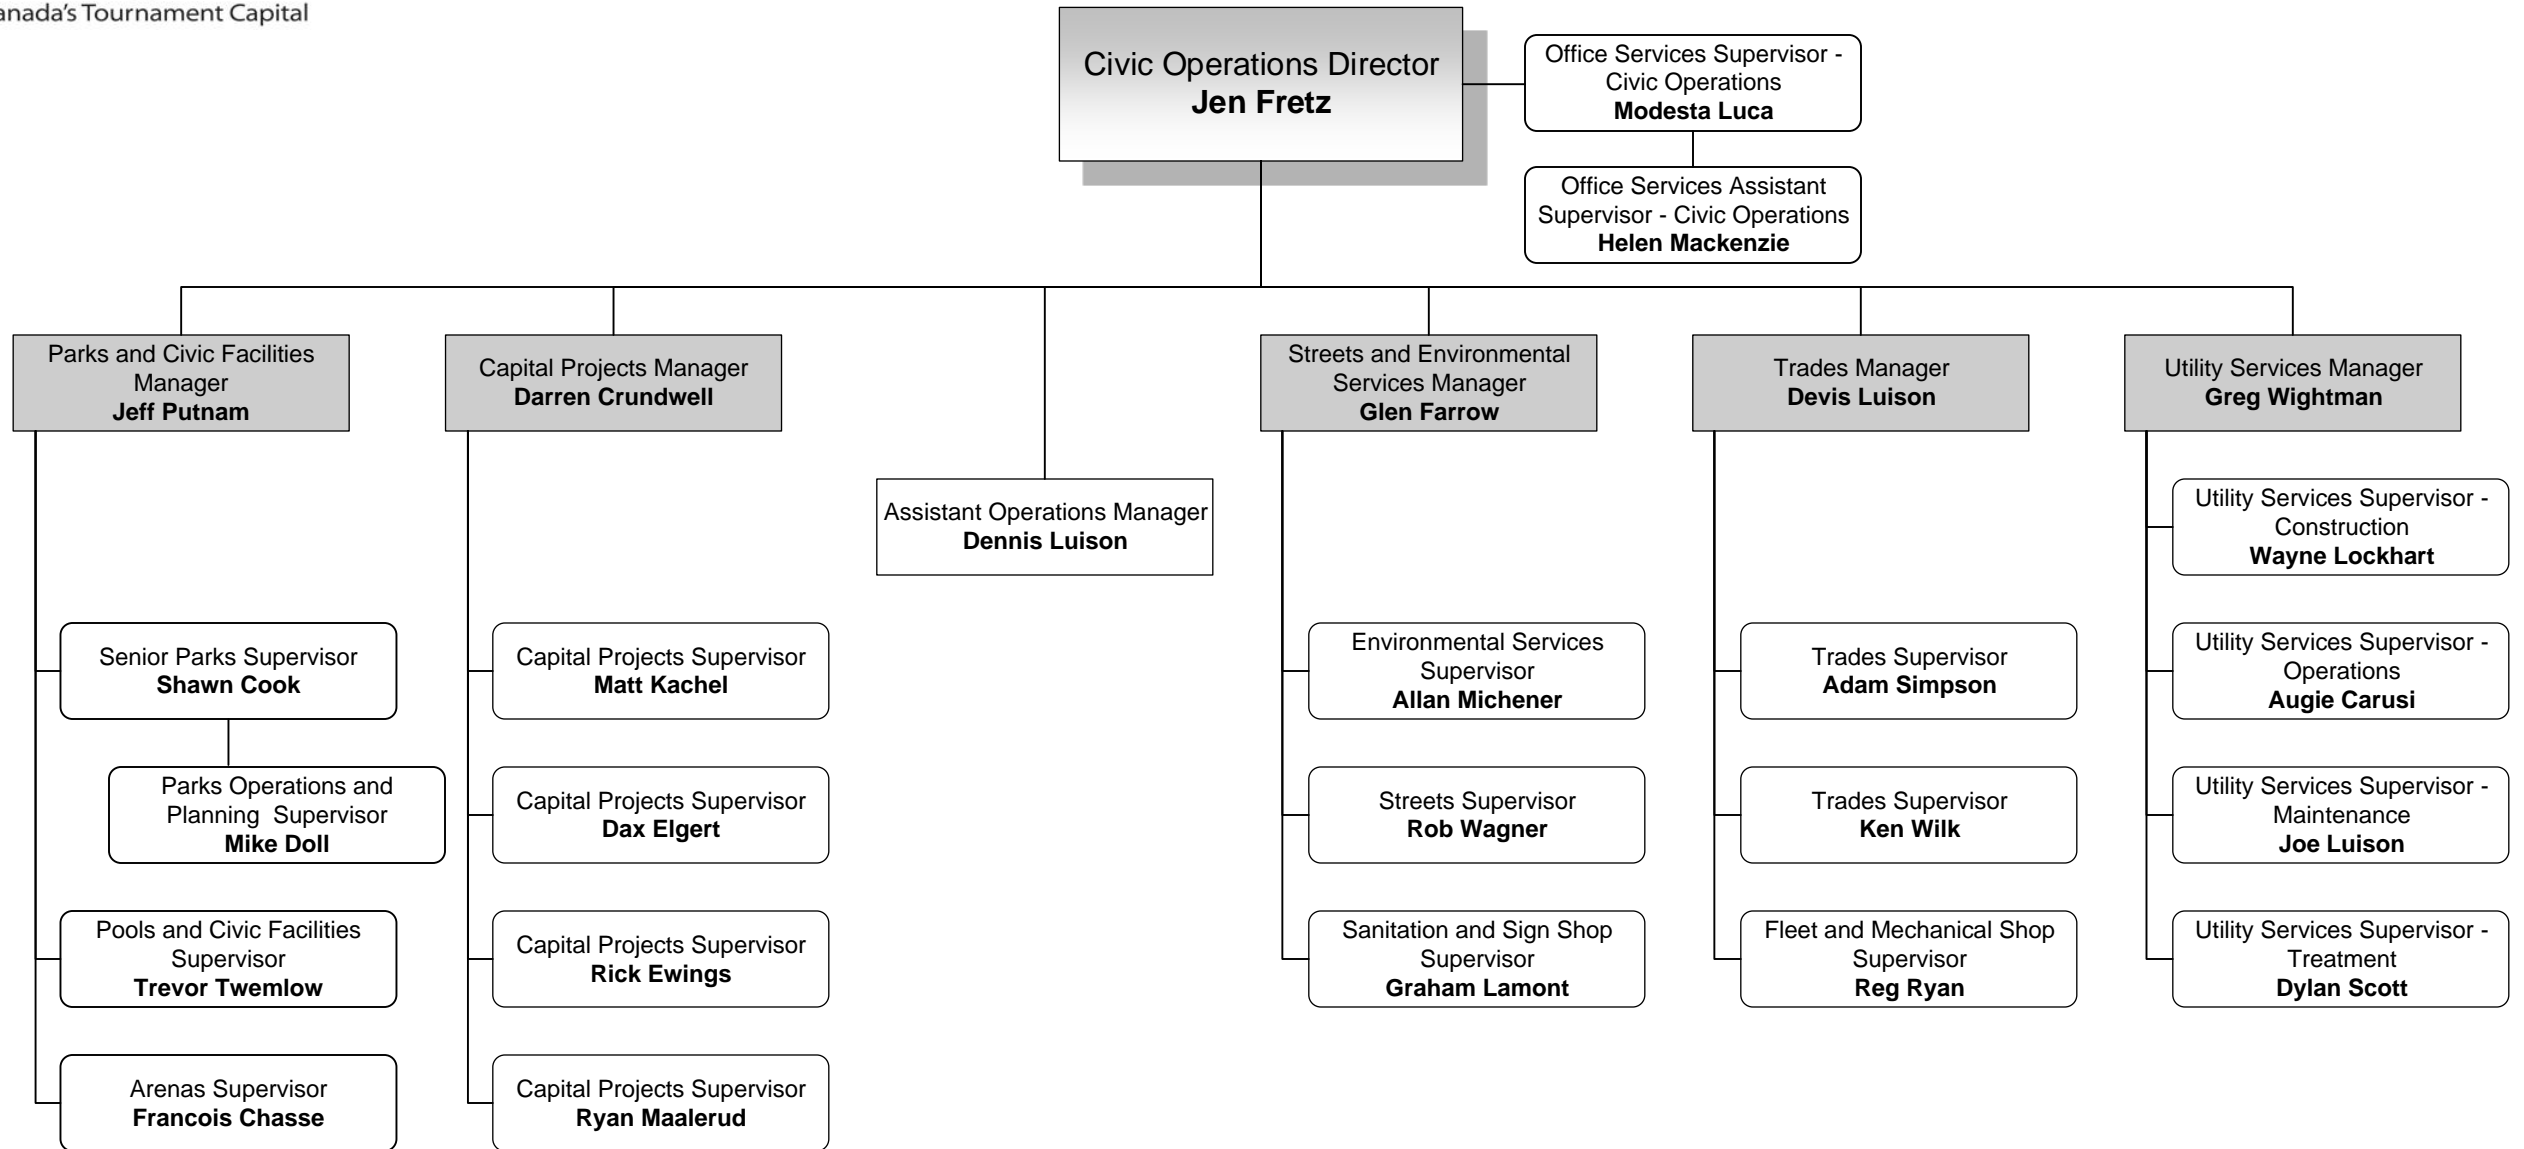 Tournament Capital
Civic Operations Director
Jen Fretz
Office Services Supervisor -
Civic Operations
Modesta Luca
Office Services Assistant
Supervisor - Civic Operations
Helen Mackenzie
Parks and Civic Facilities
Manager
Jeff Putnam
Capital Projects Manager
Darren Crundwell
Streets and Environmental
Services Manager
Glen Farrow
Trades Manager
Devis Luison
Utility Services Manager
Greg Wightman
Assistant Operations Manager
Dennis Luison
Senior Parks Supervisor
Shawn Cook
Parks Operations and
Planning  Supervisor
Mike Doll
Pools and Civic Facilities
Supervisor
Trevor Twemlow
Arenas Supervisor
Francois Chasse
Capital Projects Supervisor
Matt Kachel
Capital Projects Supervisor
Dax Elgert
Capital Projects Supervisor
Rick Ewings
Capital Projects Supervisor
Ryan Maalerud
Environmental Services
Supervisor
Allan Michener
Streets Supervisor
Rob Wagner
Sanitation and Sign Shop
Supervisor
Graham Lamont
Trades Supervisor
Adam Simpson
Trades Supervisor
Ken Wilk
Fleet and Mechanical Shop
Supervisor
Reg Ryan
Utility Services Supervisor -
Construction
Wayne Lockhart
Utility Services Supervisor -
Operations
Augie Carusi
Utility Services Supervisor -
Maintenance
Joe Luison
Utility Services Supervisor -
Treatment
Dylan Scott